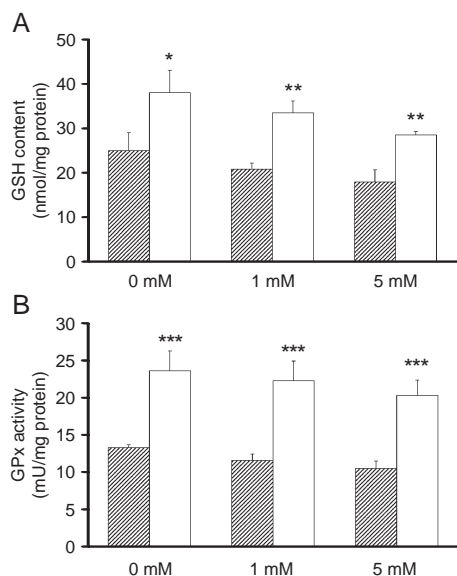 A
GSH content
(nmol/mg protein)
50
40
30
20
10
0
*
**
**
0 mM
1 mM
5 mM
B
GPx activity
(mU/mg protein)
30
25
20
15
10
5
0
***
***
***
0 mM
1 mM
5 mM